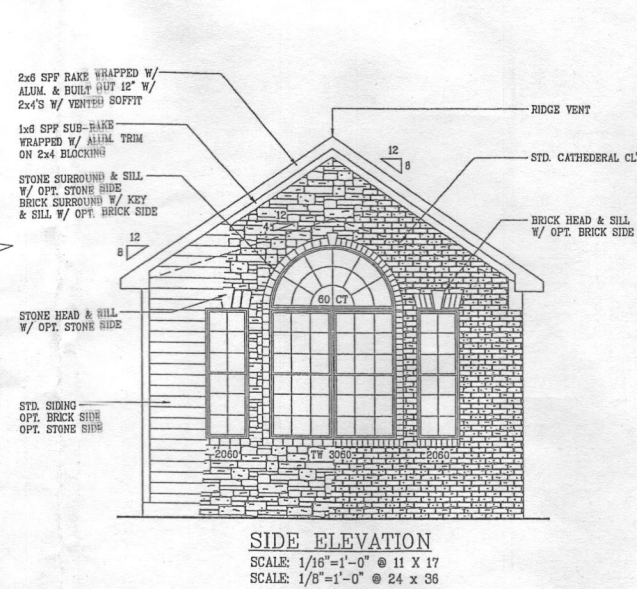 2x6 SPF RAKE WRAPPED W/
ALUM. & BUILT OUT 12" W/
2x4'S W/ VENTED SOFFIT
1x6 SPF SUB-RAKE
WRAPPED W/ ALUM. TRIM
ON 2x4 BLOCKING
STONE SURROUND & SILL
W/ OPT. STONE SIDE
BRICK SURROUND W/ KEY
& SILL W/ OPT. BRICK SIDE
12
8
STONE HEAD & SILL
W/ OPT. STONE SIDE
STD. SIDING
OPT. BRICK SIDE
OPT. STONE SIDE
RIDGE VENT
12
8
STD. CATHEDERAL
BRICK HEAD & SILL
W/ OPT. BRICK SIDE
12
4
60 CT
2060
TW 3060
2060
SIDE ELEVATION
SCALE: 1/16"=1'-0" @ 11 X 17
SCALE: 1/8"=1'-0" @ 24 x 36